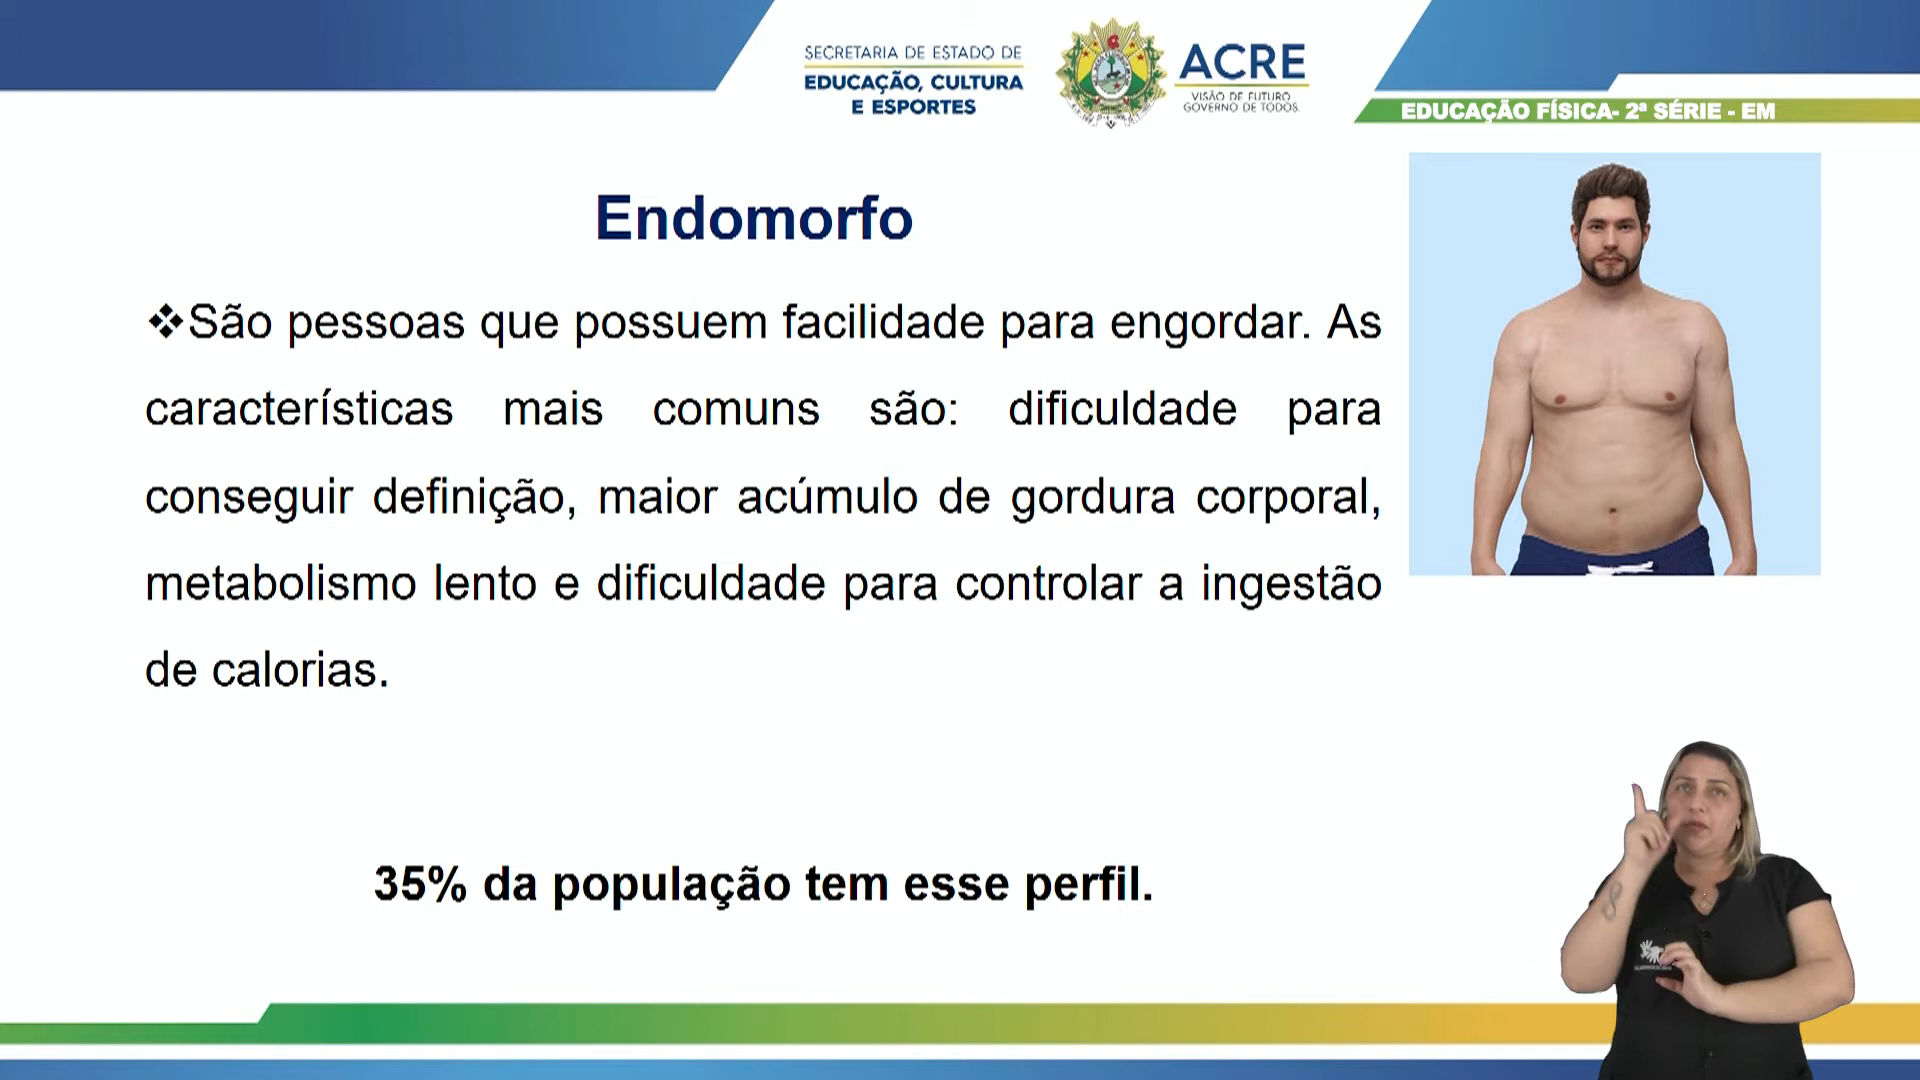 SECRETARIA DE ESTADO DE
EDUCAÇÃO, CULTURA
E ESPORTES
ACRE
VISÃO DE FUTURO
GOVERNO DE TODOS
EDUCAÇÃO FÍSICA- 2ª SÉRIE - EM
Endomorfo
❖São pessoas que possuem facilidade para engordar. As
características mais comuns são: dificuldade para
conseguir definição, maior acúmulo de gordura corporal,
metabolismo lento e dificuldade para controlar a ingestão
de calorias.
35% da população tem esse perfil.